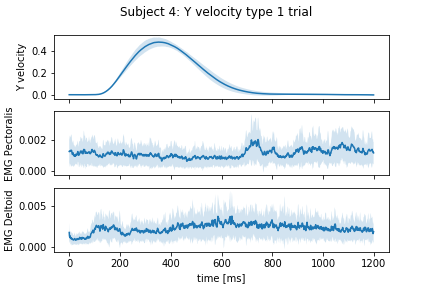 Subject 4: Y velocity type 1 trial
Y velocity
0.4
0.2
0.0
EMG Pectoralis
0.002
0.000
EMG Deltoid
0.005
0.000
0 200 400 600 800 1000 1200
time [ms]